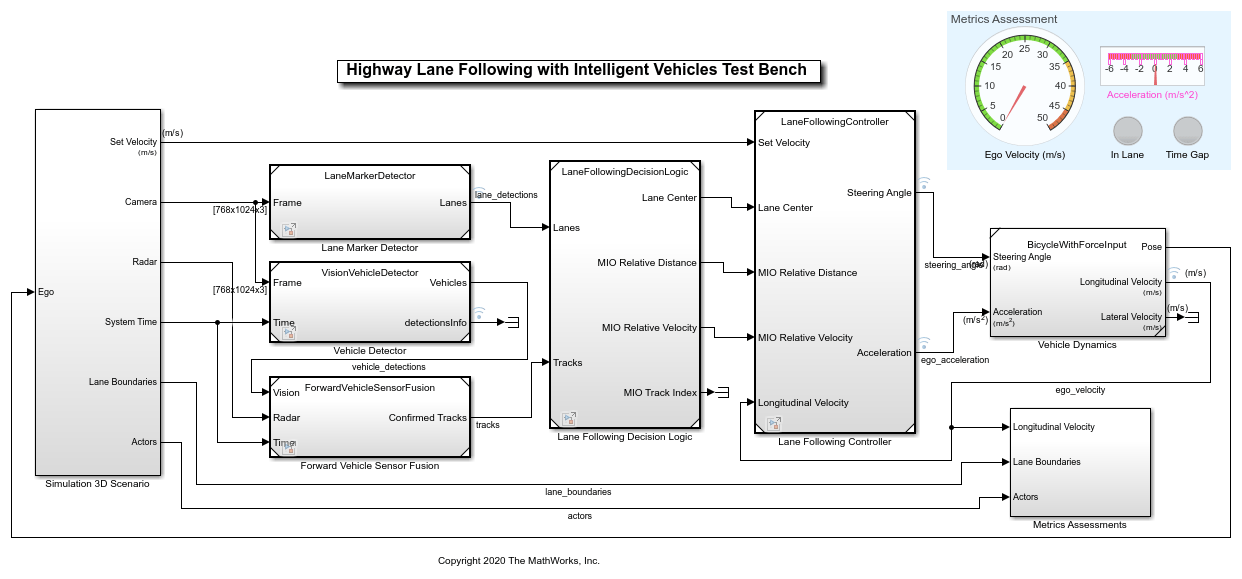 Metrics Assessment
0
5
10
15
20
25
30
35
40
45
50
Ego Velocity (m/s)
-6 -4 -2 0 2 4 6
Acceleration (m/s^2)
In Lane
Time Gap
Highway Lane Following with Intelligent Vehicles Test Bench
Ego
Set Velocity
(m/s)
Camera
Radar
System Time
Lane Boundaries
Actors
Simulation 3D Scenario
(m/s)
[768x1024x3]
[768x1024x3]
LaneMarkerDetector
Frame
Lanes
Lane Marker Detector
lane_detections
VisionVehicleDetector
Frame
Time
Vehicles
detectionsInfo
Vehicle Detector
vehicle_detections
ForwardVehicleSensorFusion
Vision
Radar
Time
Confirmed Tracks
Forward Vehicle Sensor Fusion
tracks
LaneFollowingDecisionLogic
Lanes
Tracks
Lane Center
MIO Relative Distance
MIO Relative Velocity
MIO Track Index
Lane Following Decision Logic
LaneFollowingController
Set Velocity
Lane Center
MIO Relative Distance
MIO Relative Velocity
Longitudinal Velocity
Steering Angle
Acceleration
Lane Following Controller
steering_angle
(rad)
(m/s²)
ego_acceleration
BicycleWithForceInput
Steering Angle
(rad)
Acceleration
(m/s²)
Pose
Longitudinal Velocity
(m/s)
Lateral Velocity
(m/s)
Vehicle Dynamics
(m/s)
(m/s)
ego_velocity
Longitudinal Velocity
Lane Boundaries
Actors
Metrics Assessments
lane_boundaries
actors
Copyright 2020 The MathWorks, Inc.